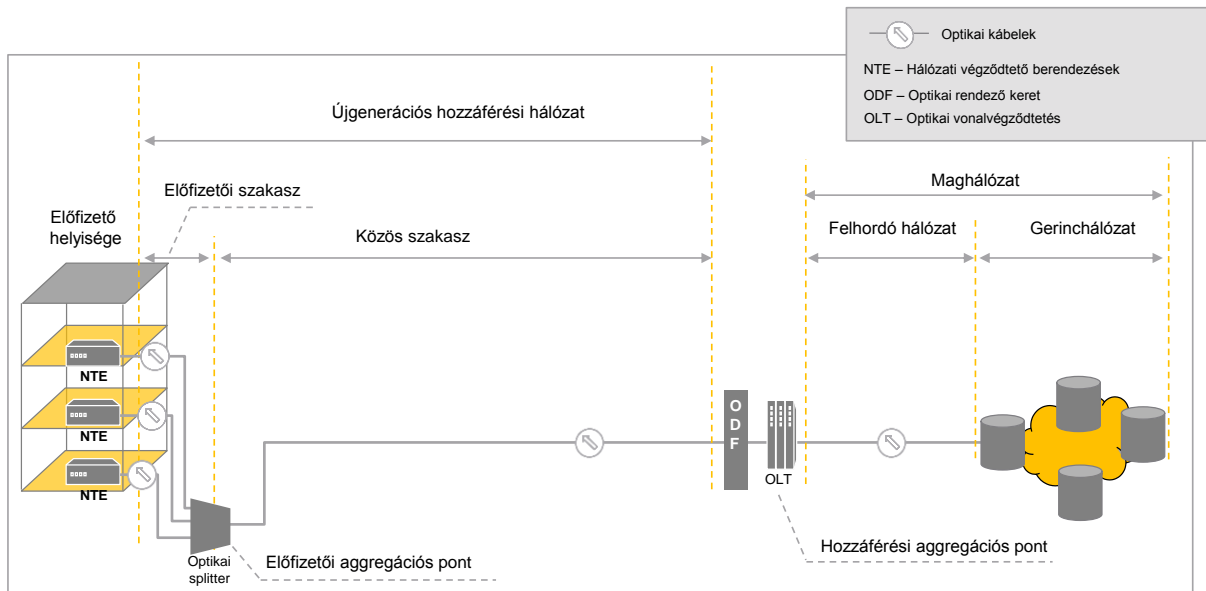 Optikai kábelek
NTE – Hálózati végződtető berendezések
ODF – Optikai rendező keret
OLT – Optikai vonalvégződtetés
Újgenerációs hozzáférési hálózat
Előfizetői szakasz
Maghálózat
Előfizető
helyisége
Közös szakasz
Felhordó hálózat
Gerinchálózat
NTE
NTE
NTE
O
D
F
OLT
Optikai
splitter
Előfizetői aggregációs pont
Hozzáférési aggregációs pont